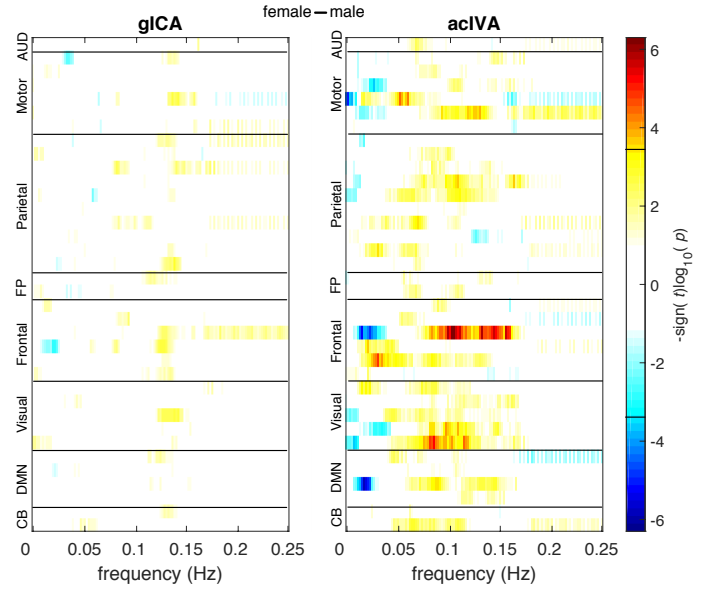 female – male
gICA
acIVA
AUD
Motor
Parietal
FP
Frontal
Visual
DMN
CB
0 0.05 0.1 0.15 0.2 0.25
frequency (Hz)
AUD
Motor
Parietal
FP
Frontal
Visual
DMN
CB
0 0.05 0.1 0.15 0.2 0.25
frequency (Hz)
6
4
2
0
-2
-4
-6
-sign( t)log10( p)